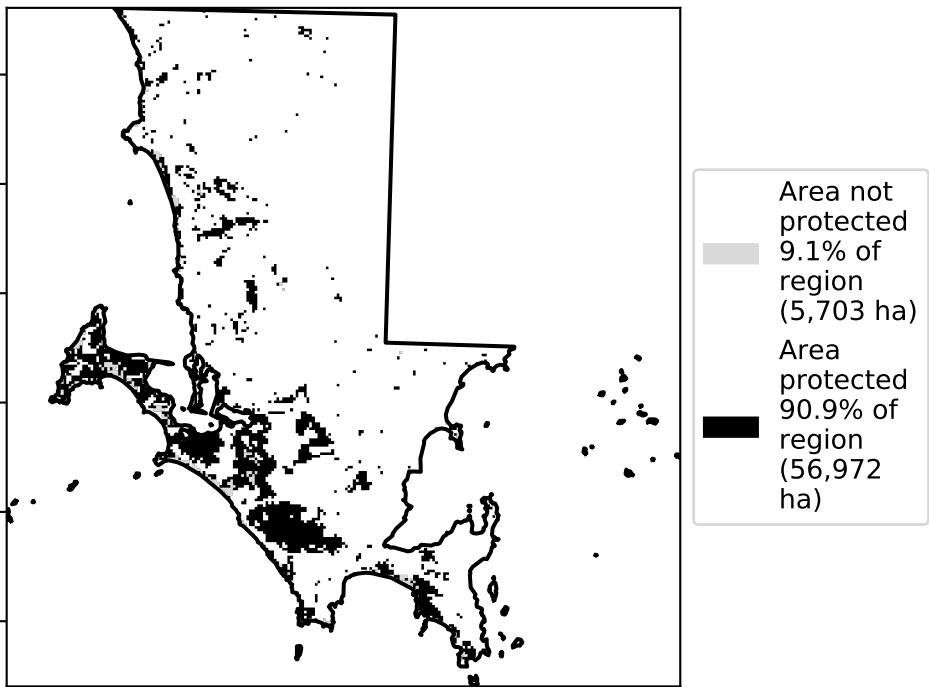 Area not
protected
9.1% of
region
(5,703 ha)
Area
protected
90.9% of
region
(56,972
ha)